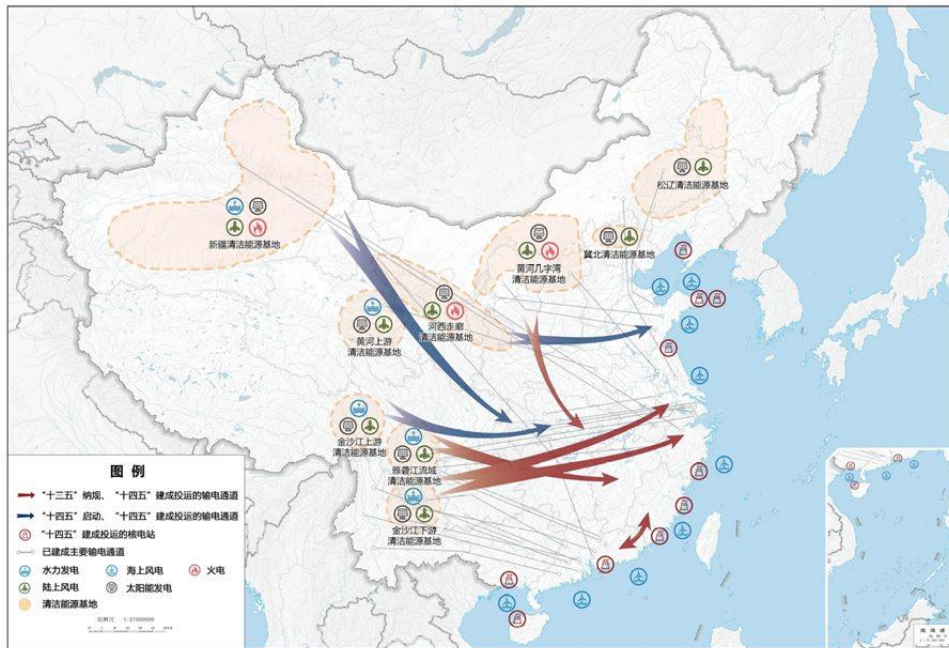 松辽清洁能源基地
新疆清洁能源基地
冀北清洁能源基地
黄河几字湾
清洁能源基地
河西走廊
清洁能源基地
黄河上游
清洁能源基地
金沙江上游
清洁能源基地
雅砻江流域
清洁能源基地
金沙江下游
清洁能源基地
图 例
“十三五”纳规、“十四五”建成投运的输电通道
“十四五”启动、“十四五”建成投运的输电通道
“十四五”建成投运的核电站
已建成主要输电通道
水力发电 海上风电 火电
陆上风电 太阳能发电
清洁能源基地
比例尺